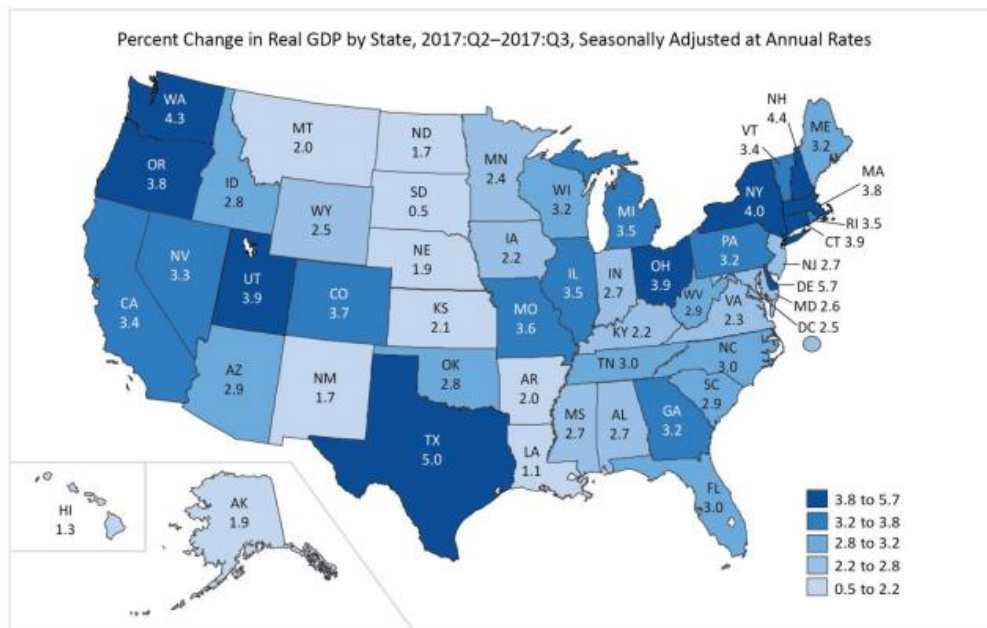 Percent Change in Real GDP by State, 2017:Q2–2017:Q3, Seasonally Adjusted at Annual Rates
WA
4.3
OR
3.8
CA
3.4
NV
3.3
ID
2.8
MT
2.0
WY
2.5
UT
3.9
CO
3.7
AZ
2.9
NM
1.7
ND
1.7
SD
0.5
NE
1.9
KS
2.1
OK
2.8
TX
5.0
MN
2.4
IA
2.2
MO
3.6
AR
2.0
LA
1.1
WI
3.2
IL
3.5
MI
3.5
IN
2.7
OH
3.9
KY 2.2
TN 3.0
MS
2.7
AL
2.7
GA
3.2
FL
3.0
SC
2.9
NC
3.0
VA
2.3
WV
2.9
PA
3.2
NY
4.0
VT
3.4
NH
4.4
ME
3.2
MA
3.8
RI 3.5
CT 3.9
NJ 2.7
DE 5.7
MD 2.6
DC 2.5
HI
1.3
AK
1.9
3.8 to 5.7
3.2 to 3.8
2.8 to 3.2
2.2 to 2.8
0.5 to 2.2